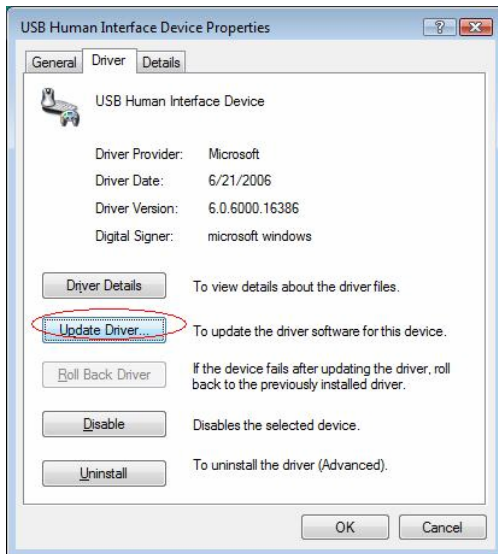 USB Human Interface Device Properties
General Driver Details
USB Human Interface Device
Driver Provider: Microsoft
Driver Date: 6/21/2006
Driver Version: 6.0.6000.16386
Digital Signer: microsoft windows
Driver Details To view details about the driver files.
Update Driver... To update the driver software for this device.
Roll Back Driver If the device fails after updating the driver, roll
back to the previously installed driver.
Disable Disables the selected device.
Uninstall To uninstall the driver (Advanced).
OK Cancel